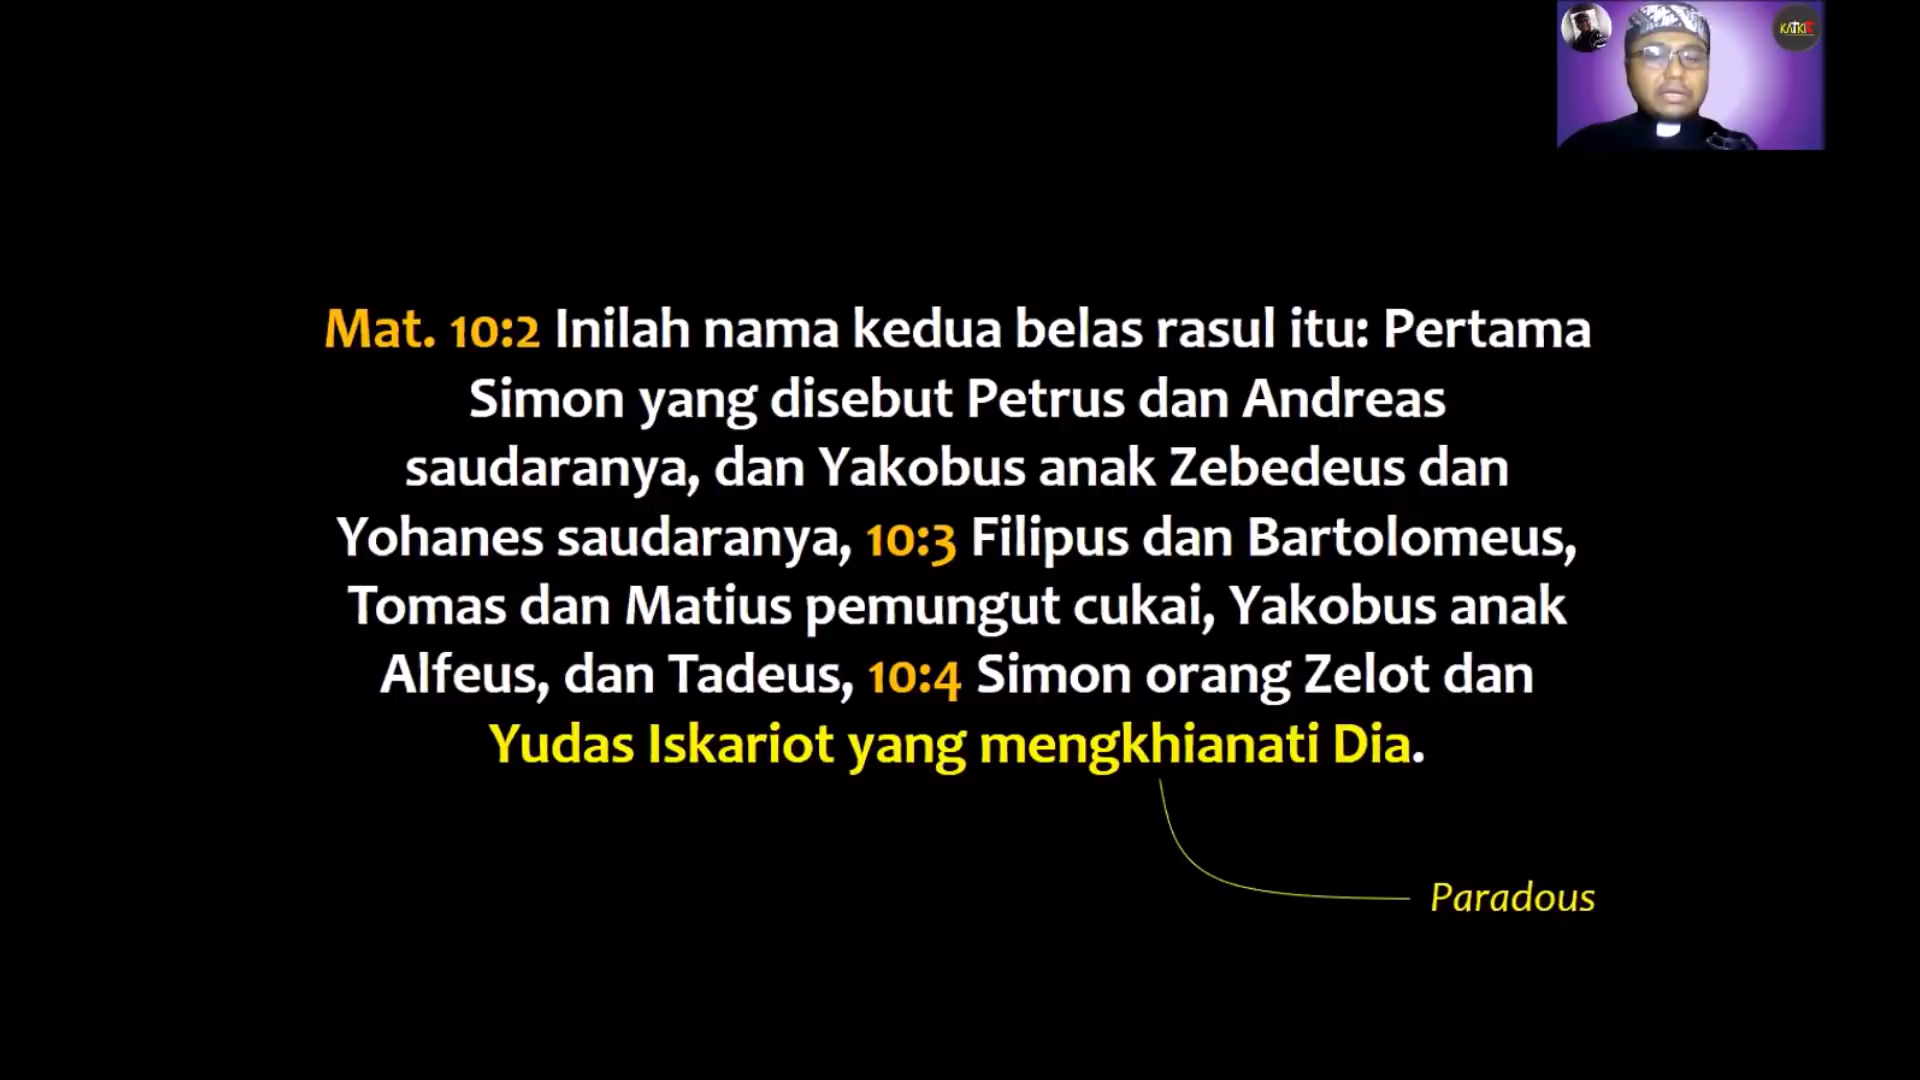 KATKIT
Mat. 10:2 Inilah nama kedua belas rasul itu: Pertama
Simon yang disebut Petrus dan Andreas
saudaranya, dan Yakobus anak Zebedeus dan
Yohanes saudaranya, 10:3 Filipus dan Bartolomeus,
Tomas dan Matius pemungut cukai, Yakobus anak
Alfeus, dan Tadeus, 10:4 Simon orang Zelot dan
Yudas Iskariot yang mengkhianati Dia.
Paradous